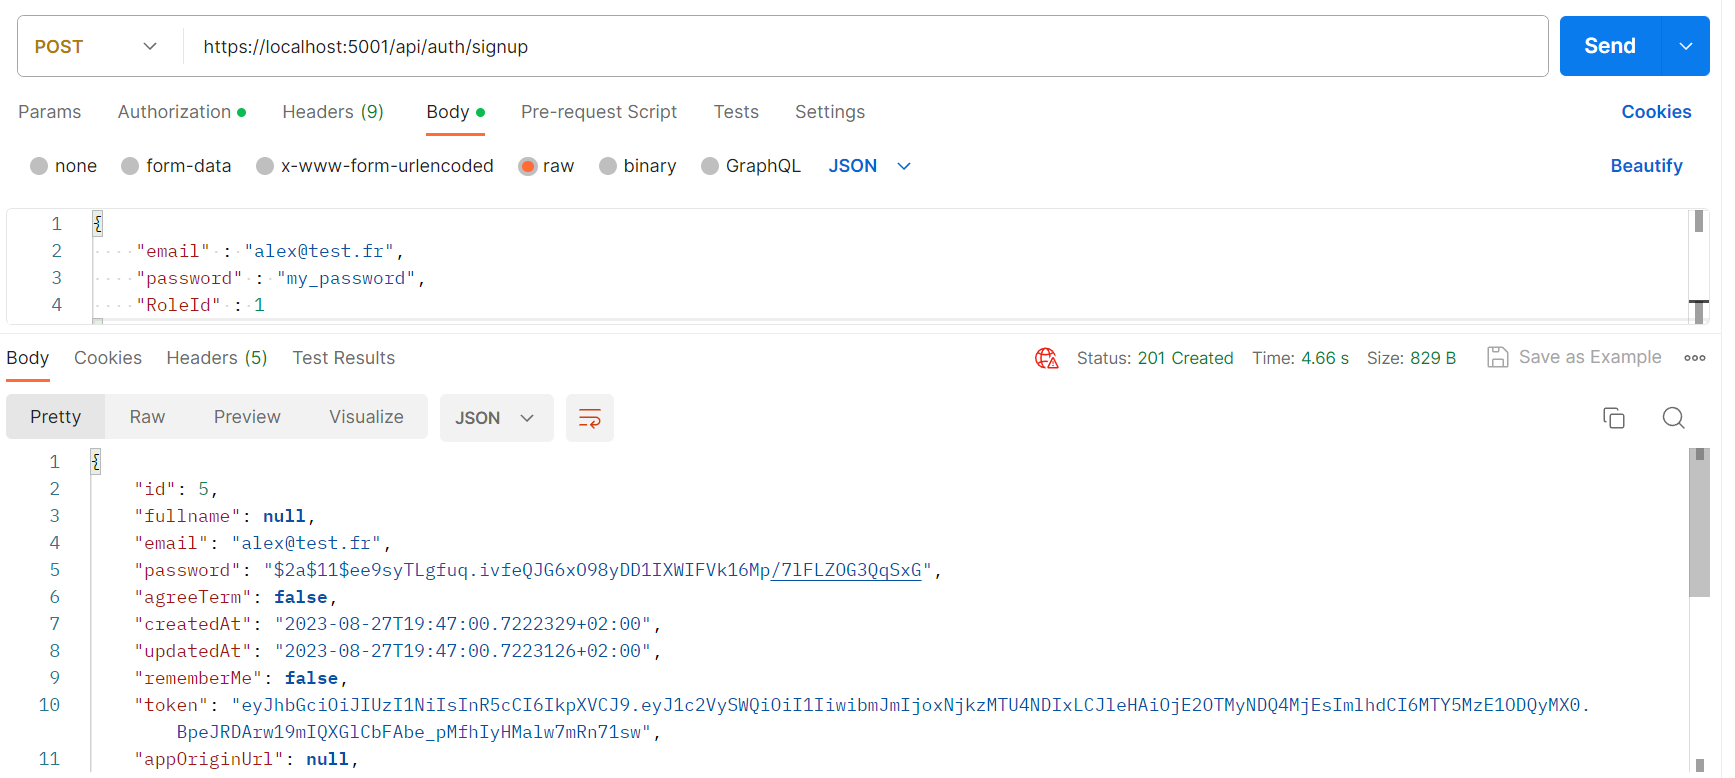 POST https://localhost:5001/api/auth/signup Send
Params Authorization Headers (9) Body Pre-request Script Tests Settings Cookies
none form-data x-www-form-urlencoded raw binary GraphQL JSON Beautify
1 {
2 "email" : "alex@test.fr",
3 "password" : "my_password",
4 "RoleId" : 1
Body Cookies Headers (5) Test Results Status: 201 Created Time: 4.66 s Size: 829 B Save as Example
Pretty Raw Preview Visualize JSON
1 {
2 "id": 5,
3 "fullname": null,
4 "email": "alex@test.fr",
5 "password": "$2a$11$ee9syTLgfuq.ivfeQJG6xO98yDD1IXWIFVk16Mp/7lFLZOG3QqSxG",
6 "agreeTerm": false,
7 "createdAt": "2023-08-27T19:47:00.7222329+02:00",
8 "updatedAt": "2023-08-27T19:47:00.7223126+02:00",
9 "rememberMe": false,
10 "token": "eyJhbGciOiJIUzI1NiIsInR5cCI6IkpXVCJ9.eyJ1c2VySWQiOiI1IiwibmJmIjoxNjkzMTU4NDIxLCJleHAiOjE2OTMyNDQ4MjEsImlhdCI6MTY5MzE1ODQyMX0.
BpeJRDArw19mIQXGlCbFAbe_pMfhIyHMalw7mRn71sw",
11 "appOriginUrl": null,